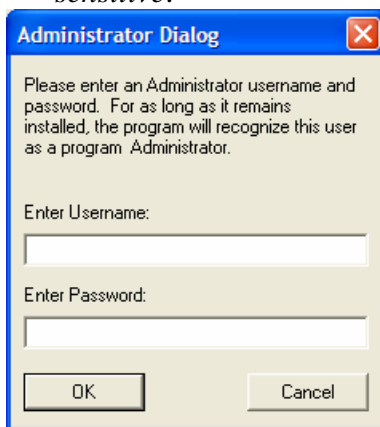 sensitive.
Administrator Dialog
Please enter an Administrator username and
password. For as long as it remains
installed, the program will recognize this user
as a program Administrator.
Enter Username:
Enter Password:
OK Cancel